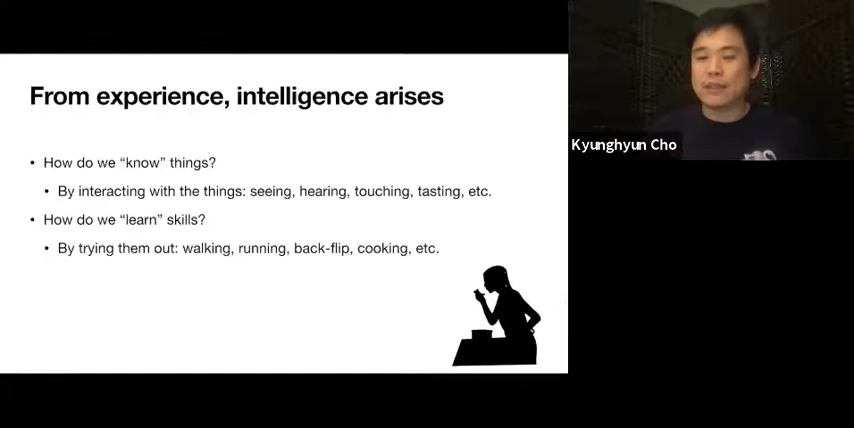 From experience, intelligence arises
• How do we “know” things?
• By interacting with the things: seeing, hearing, touching, tasting, etc.
• How do we “learn” skills?
• By trying them out: walking, running, back-flip, cooking, etc.
Kyunghyun Cho